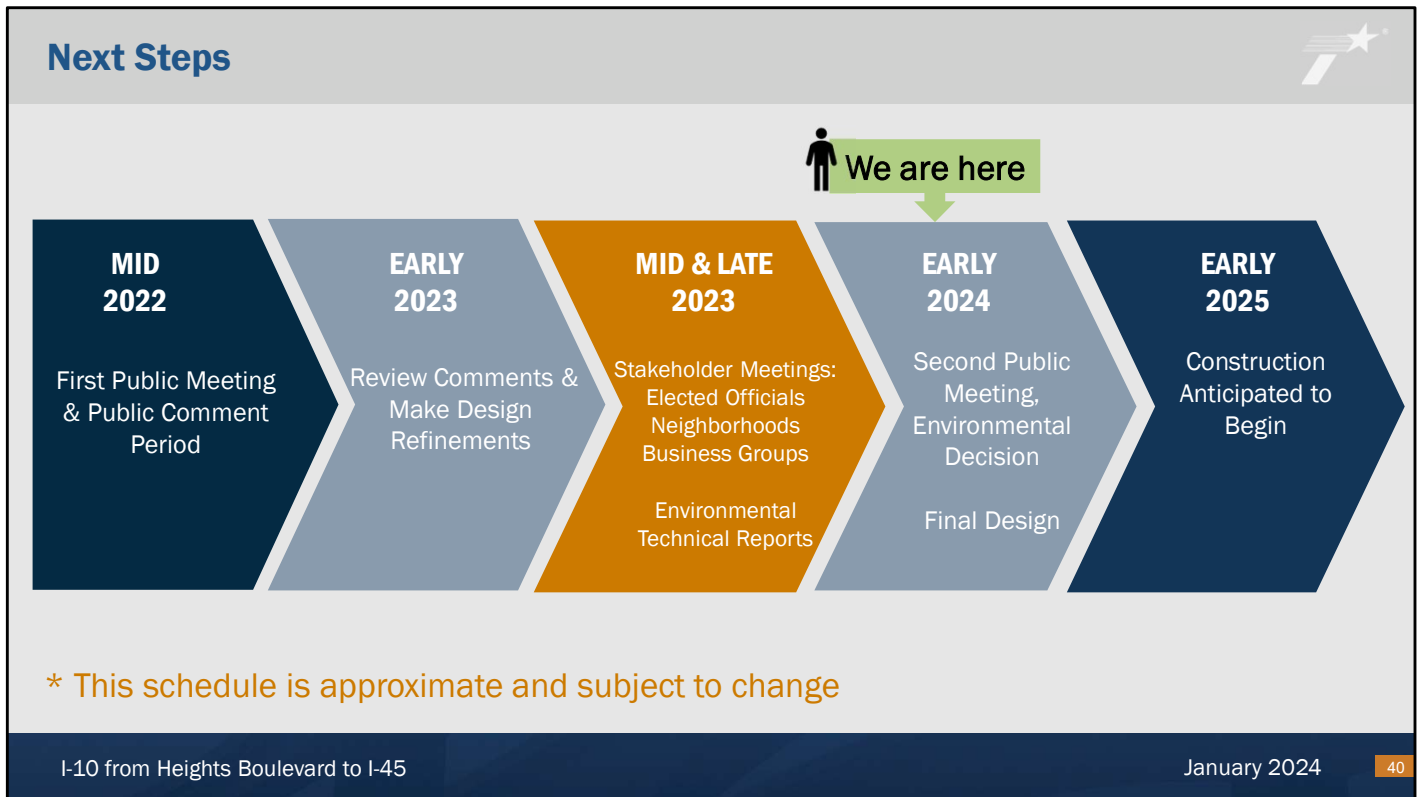 Next Steps
We are here
MID
2022
First Public Meeting
& Public Comment
Period
EARLY
2023
Review Comments &
Make Design
Refinements
MID & LATE
2023
Stakeholder Meetings:
Elected Officials
Neighborhoods
Business Groups
Environmental
Technical Reports
EARLY
2024
Second Public
Meeting,
Environmental
Decision
Final Design
EARLY
2025
Construction
Anticipated to
Begin
* This schedule is approximate and subject to change
I-10 from Heights Boulevard to I-45
January 2024
40